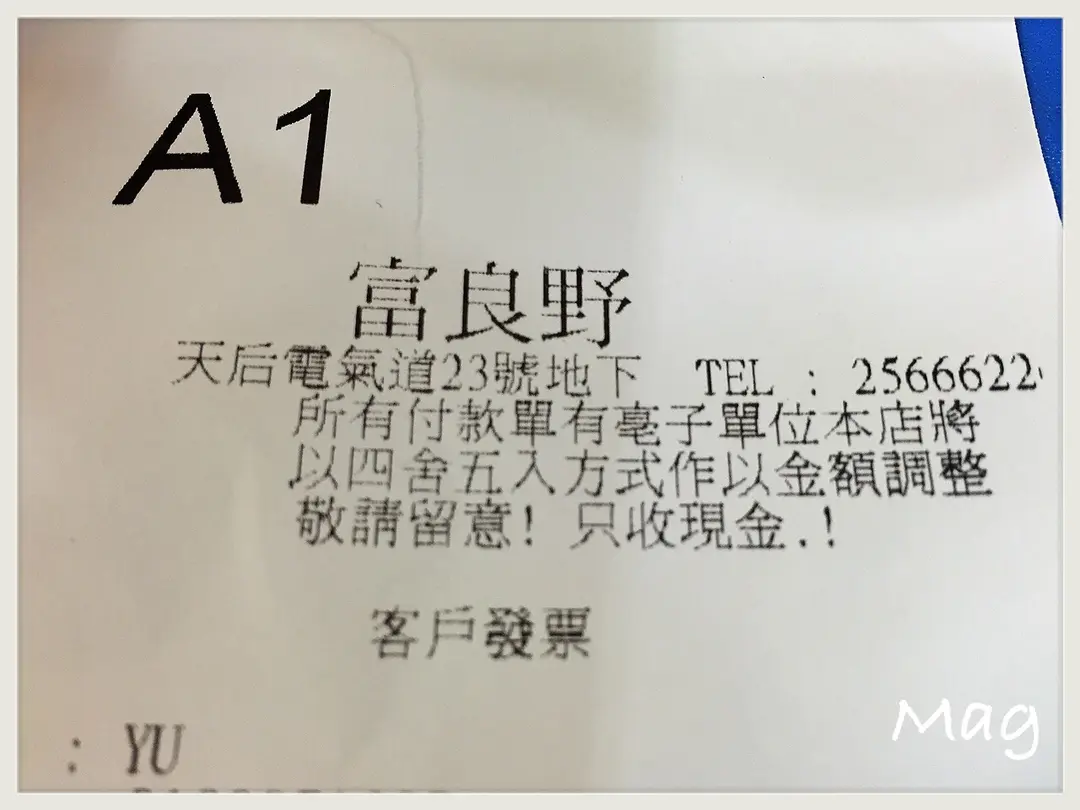 A1
富良野
天后電氣道23號地下 TEL : 2566622
所有付款單有毫子單位本店將
以四舍五入方式作以金額調整
敬請留意! 只收現金.!
客戶發票
: YU
Mag